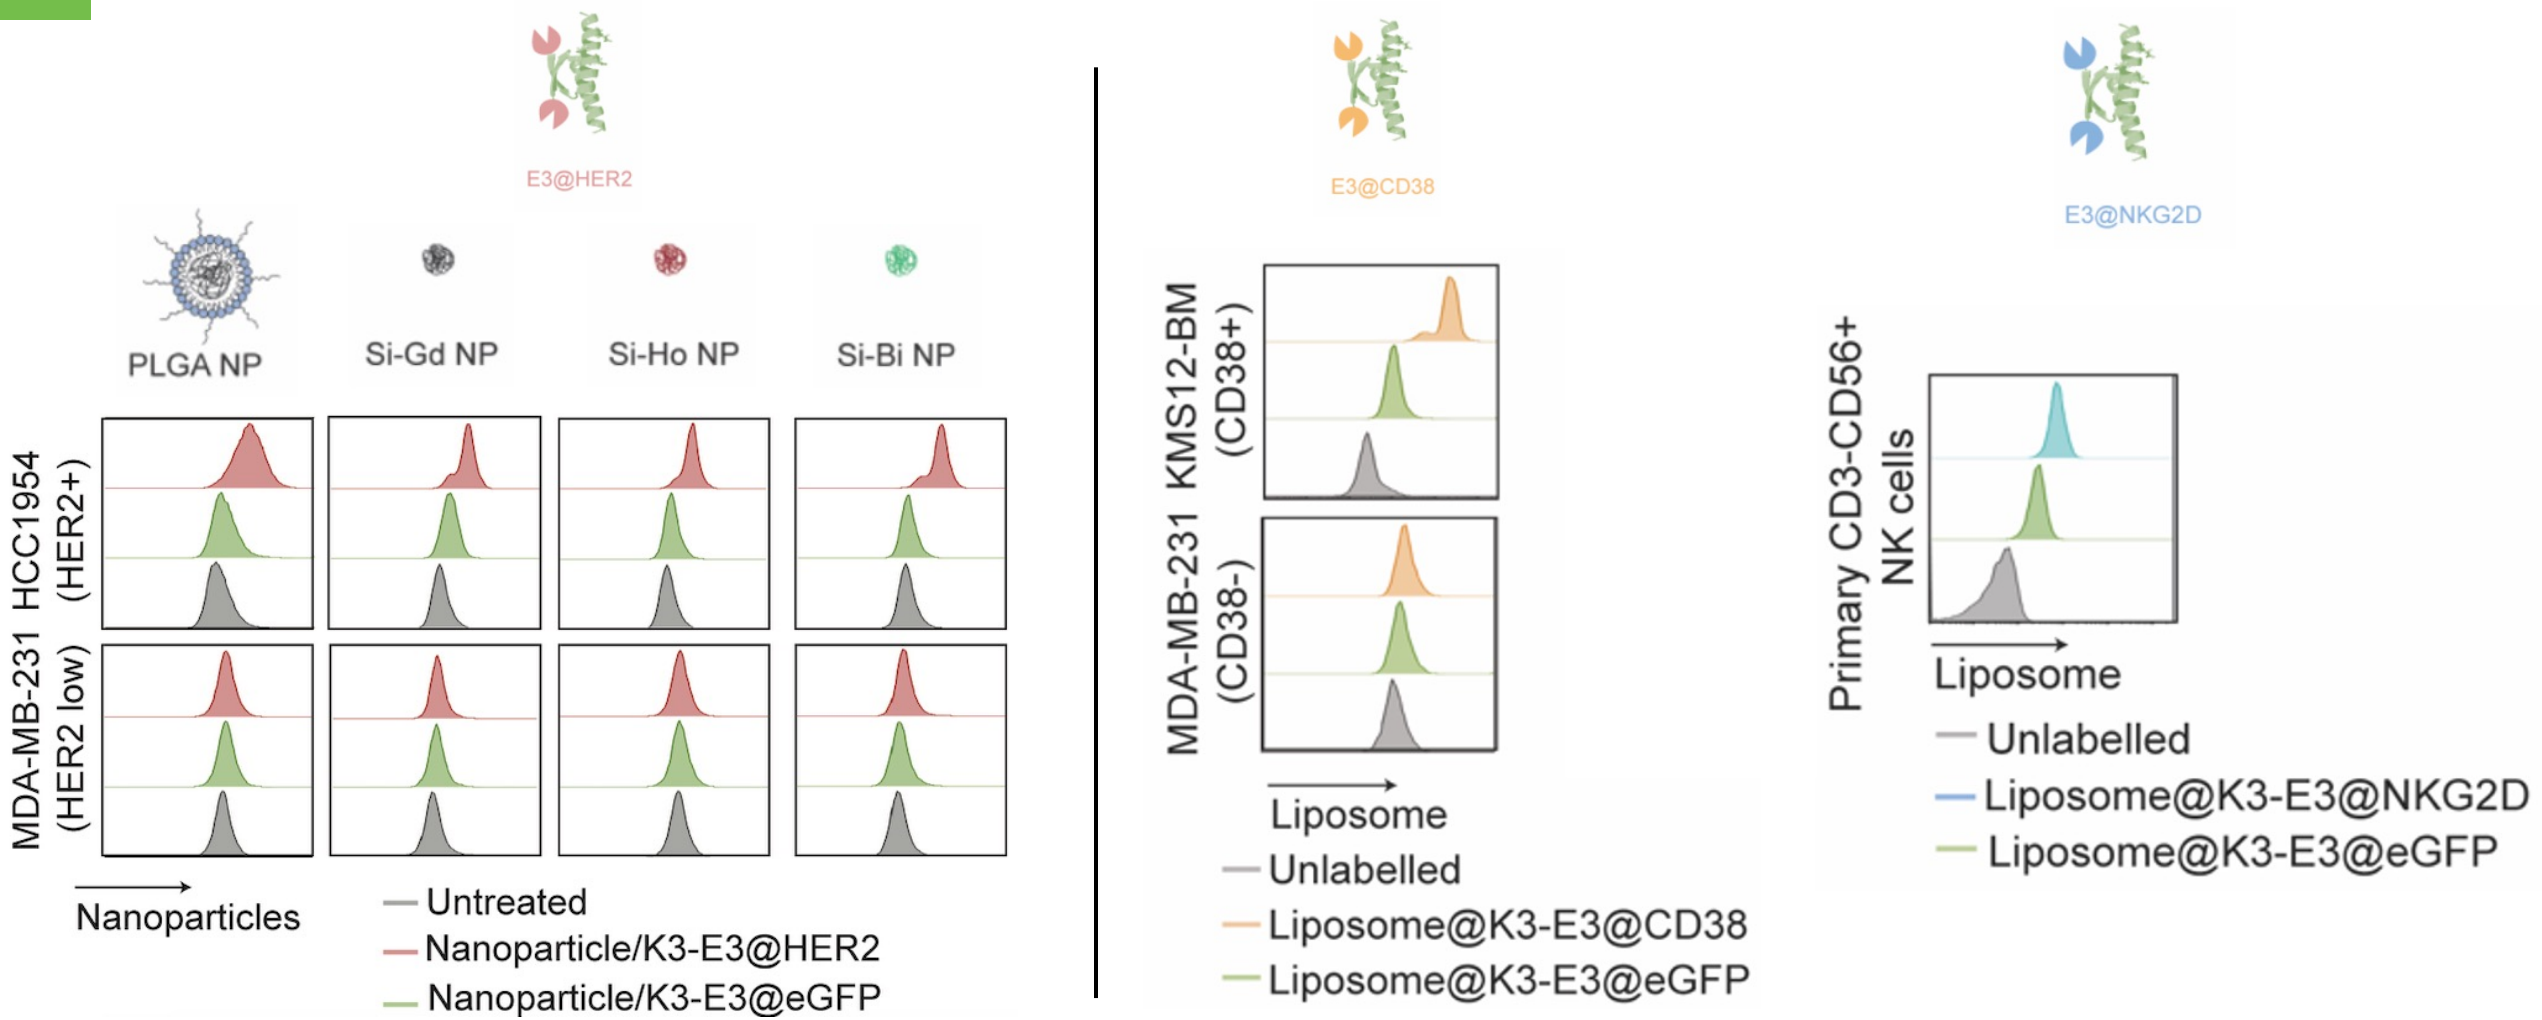 E3@HER2
PLGA NP
Si-Gd NP
Si-Ho NP
Si-Bi NP
HCC1954
(HER2+)
MDA-MB-231
(HER2 low)
Nanoparticles
Untreated
Nanoparticle/K3-E3@HER2
Nanoparticle/K3-E3@eGFP
E3@CD38
KMS12-BM
(CD38+)
MDA-MB-231
(CD38-)
Liposome
Unlabelled
Liposome@K3-E3@CD38
Liposome@K3-E3@eGFP
E3@NKG2D
Primary CD3-CD56+
NK cells
Liposome
Unlabelled
Liposome@K3-E3@NKG2D
Liposome@K3-E3@eGFP